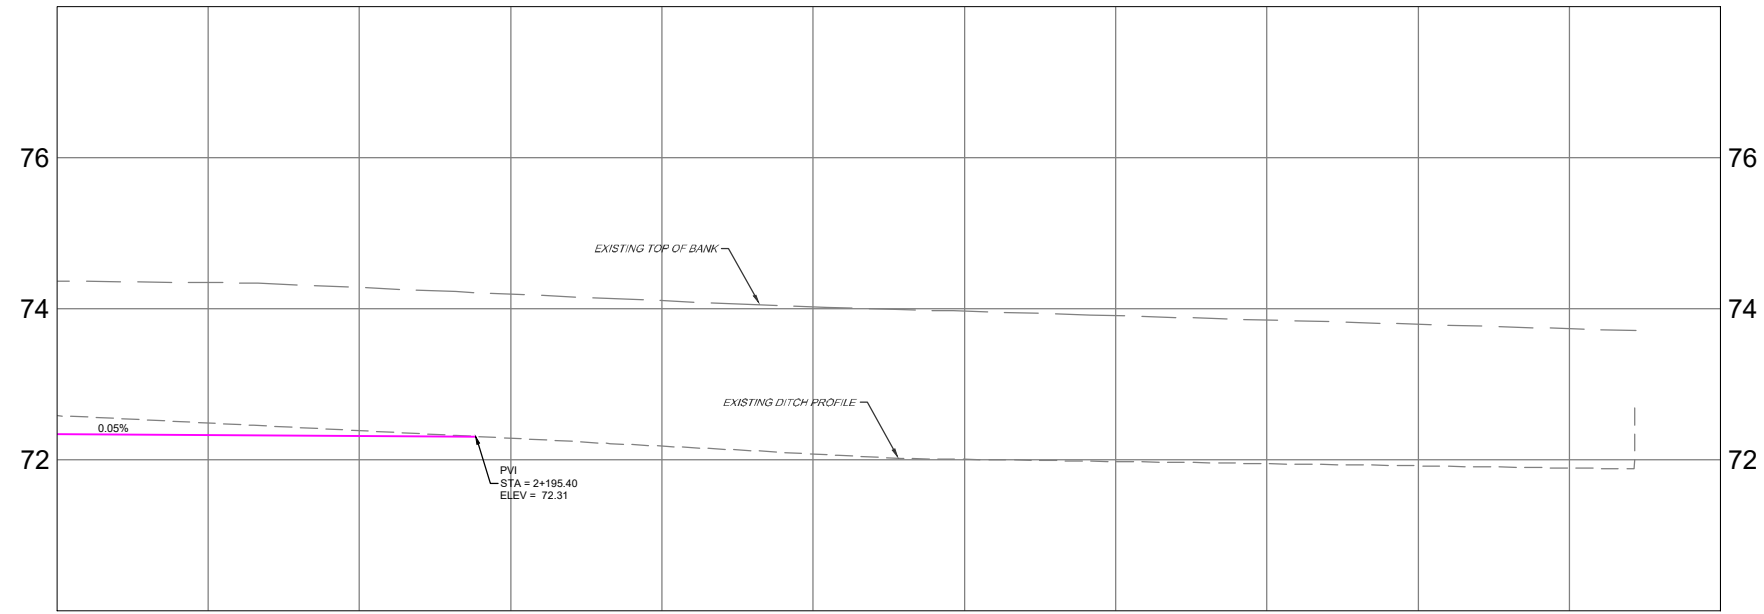 76
76
EXISTING TOP OF BANK
74
74
EXISTING DITCH PROFILE
0.05%
72
72
PVI
STA = 2+195.40
ELEV = 72.31